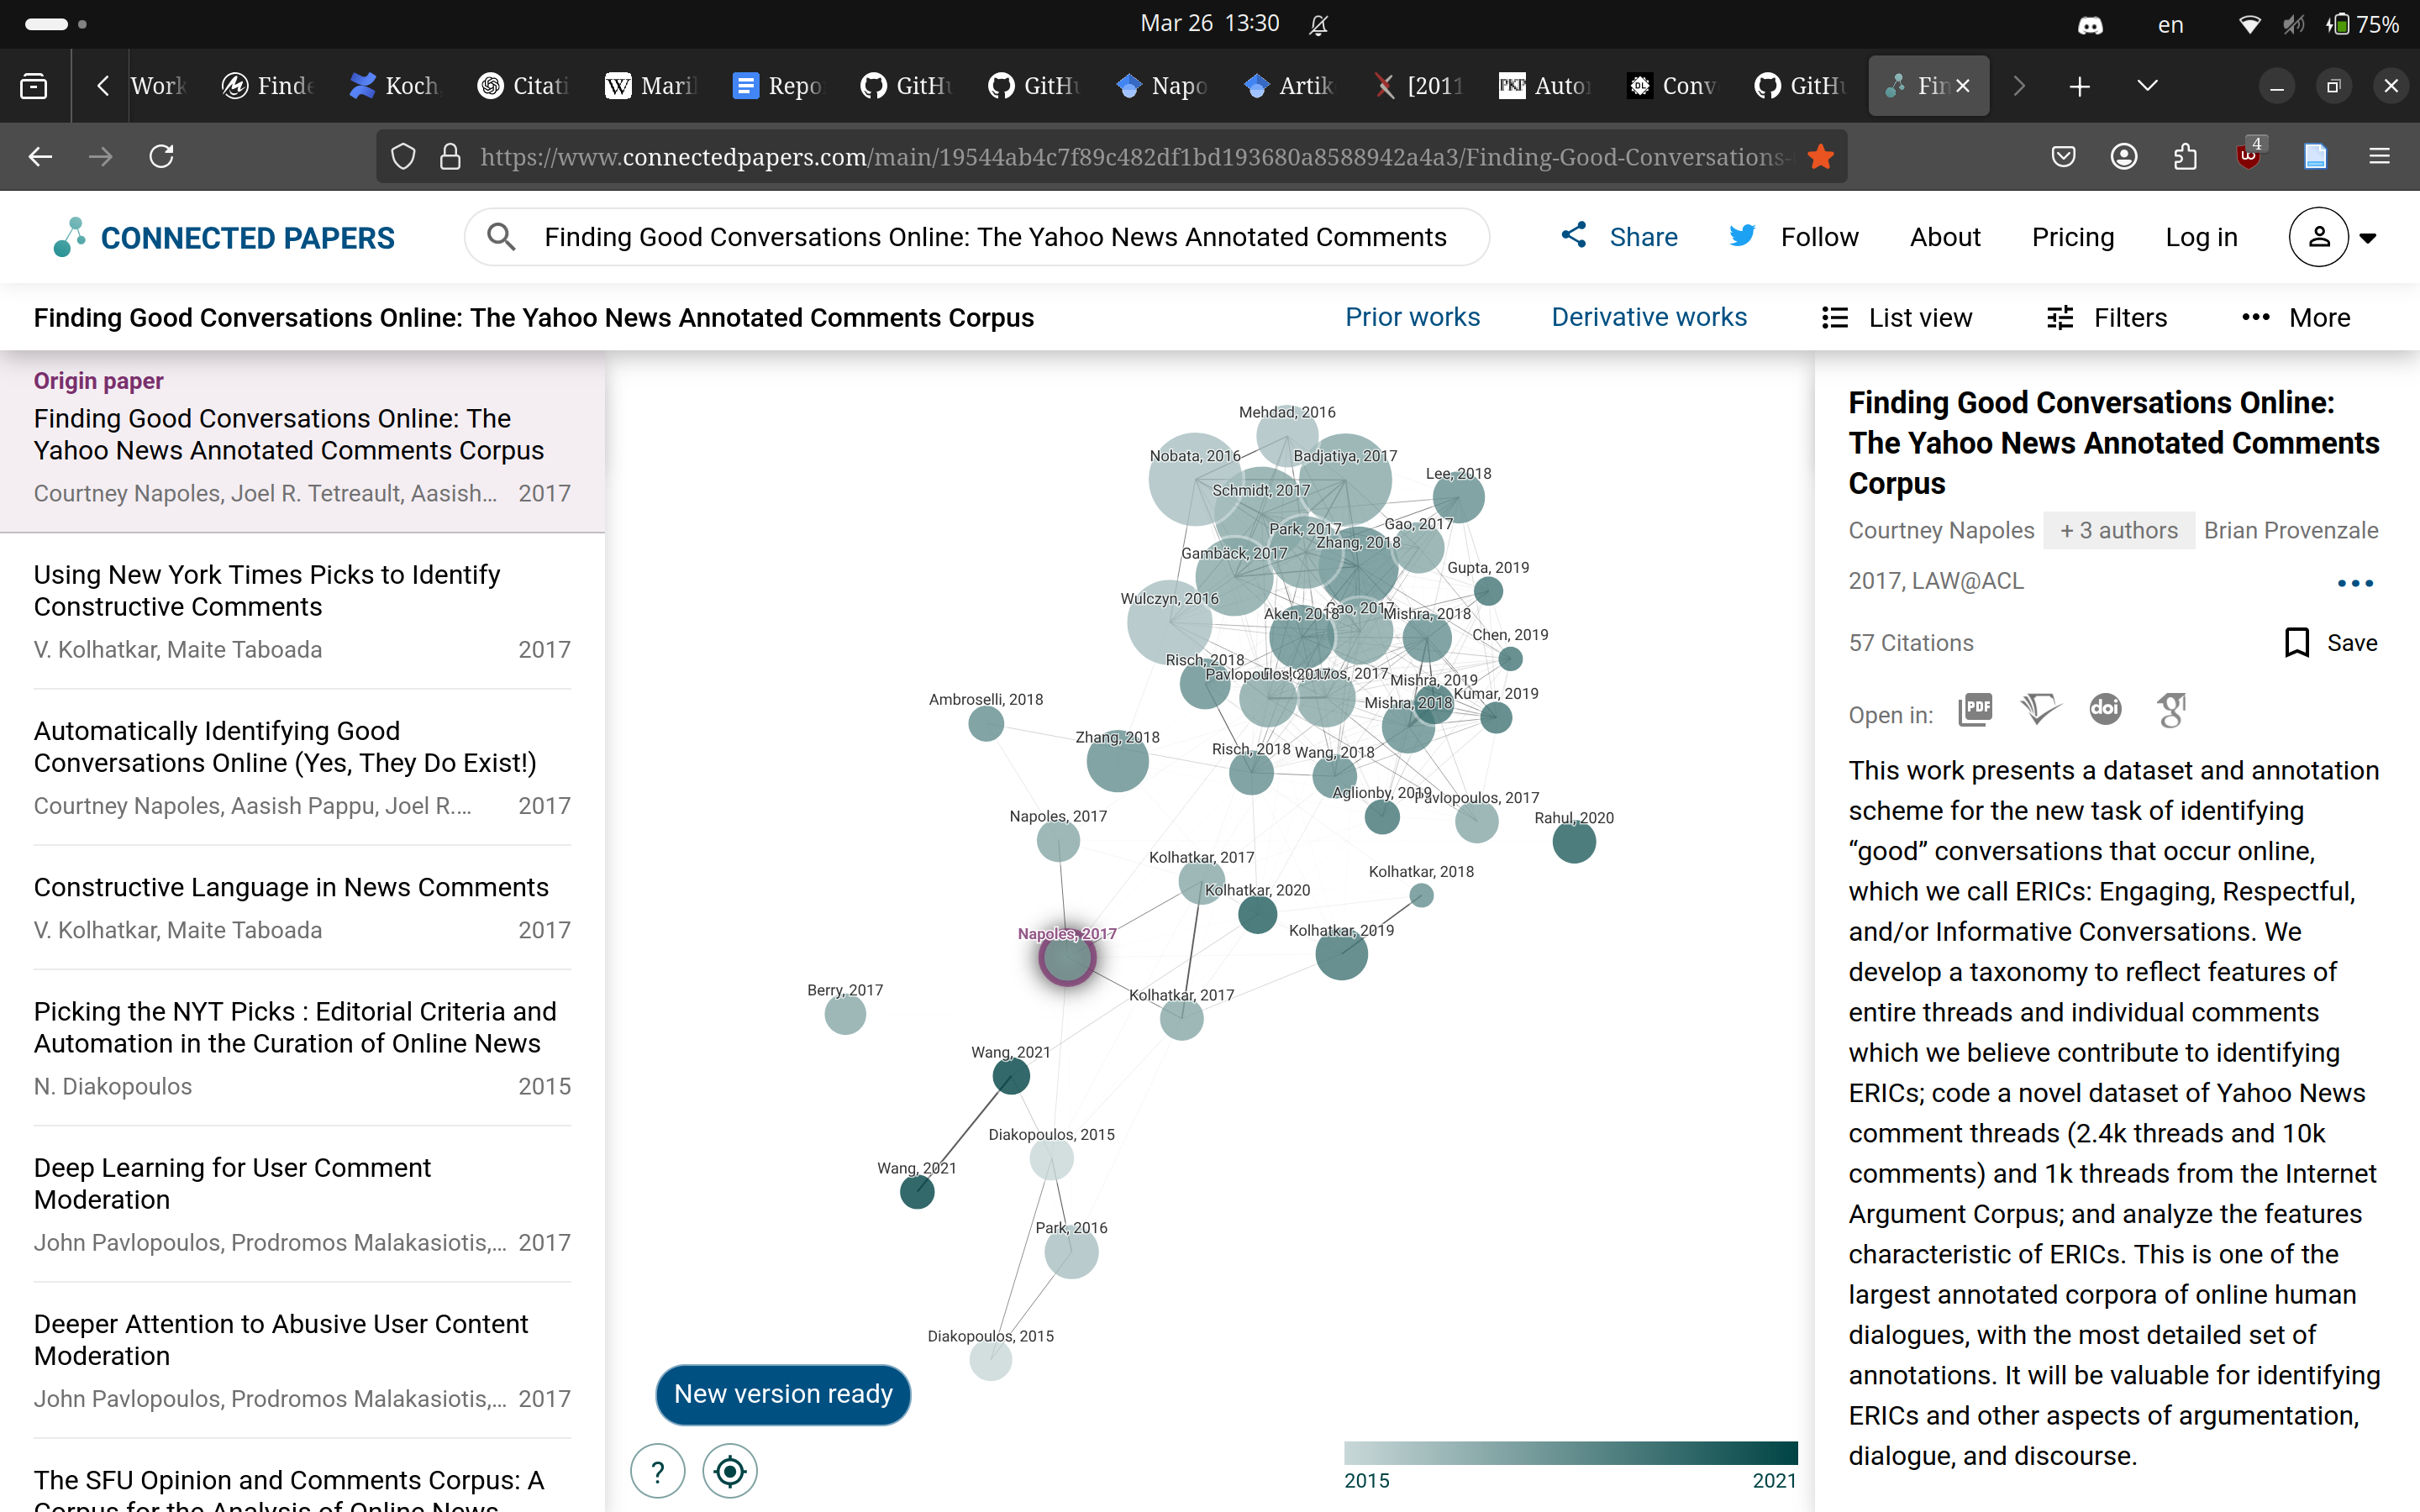 Mar 26 13:30
en
75%
Work
Finde
Koch
Citati
W Mari
Repo
GitHu
GitHu
Napo
Artik
[2011
PKP Autor
Conv
GitHu
Fin
https://www.connectedpapers.com/main/19544ab4c7f89c482df1bd193680a8588942a4a3/Finding-Good-Conversations-
4
CONNECTED PAPERS
Finding Good Conversations Online: The Yahoo News Annotated Comments
Share
Follow
About
Pricing
Log in
Finding Good Conversations Online: The Yahoo News Annotated Comments Corpus
Prior works
Derivative works
List view
Filters
More
Origin paper
Finding Good Conversations Online: The
Yahoo News Annotated Comments Corpus
Courtney Napoles, Joel R. Tetreault, Aasish... 2017
Using New York Times Picks to Identify
Constructive Comments
V. Kolhatkar, Maite Taboada 2017
Automatically Identifying Good
Conversations Online (Yes, They Do Exist!)
Courtney Napoles, Aasish Pappu, Joel R.... 2017
Constructive Language in News Comments
V. Kolhatkar, Maite Taboada 2017
Picking the NYT Picks : Editorial Criteria and
Automation in the Curation of Online News
N. Diakopoulos 2015
Deep Learning for User Comment
Moderation
John Pavlopoulos, Prodromos Malakasiotis,... 2017
Deeper Attention to Abusive User Content
Moderation
John Pavlopoulos, Prodromos Malakasiotis,... 2017
The SFU Opinion and Comments Corpus: A
Corpus for the Analysis of Online News
Mehdad, 2016
Nobata, 2016
Badjatiya, 2017
Lee, 2018
Schmidt, 2017
Park, 2017
Gao, 2017
Zhang, 2018
Gambäck, 2017
Gupta, 2019
Wulczyn, 2016
Aken, 2018
Gao, 2017
Mishra, 2018
Chen, 2019
Risch, 2018
Pavlopoulos, 2017
Mishra, 2019
Kumar, 2019
Ambroselli, 2018
Mishra, 2018
Zhang, 2018
Risch, 2018
Wang, 2018
Aglionby, 2019
Pavlopoulos, 2017
Napoles, 2017
Rahul, 2020
Kolhatkar, 2017
Kolhatkar, 2018
Kolhatkar, 2020
Napoles, 2017
Kolhatkar, 2019
Berry, 2017
Kolhatkar, 2017
Wang, 2021
Diakopoulos, 2015
Wang, 2021
Park, 2016
Diakopoulos, 2015
New version ready
?
2015
2021
Finding Good Conversations Online:
The Yahoo News Annotated Comments
Corpus
Courtney Napoles + 3 authors Brian Provenzale
2017, LAW@ACL
57 Citations
Save
Open in:
PDF
doi
g
This work presents a dataset and annotation
scheme for the new task of identifying
“good” conversations that occur online,
which we call ERICs: Engaging, Respectful,
and/or Informative Conversations. We
develop a taxonomy to reflect features of
entire threads and individual comments
which we believe contribute to identifying
ERICs; code a novel dataset of Yahoo News
comment threads (2.4k threads and 10k
comments) and 1k threads from the Internet
Argument Corpus; and analyze the features
characteristic of ERICs. This is one of the
largest annotated corpora of online human
dialogues, with the most detailed set of
annotations. It will be valuable for identifying
ERICs and other aspects of argumentation,
dialogue, and discourse.